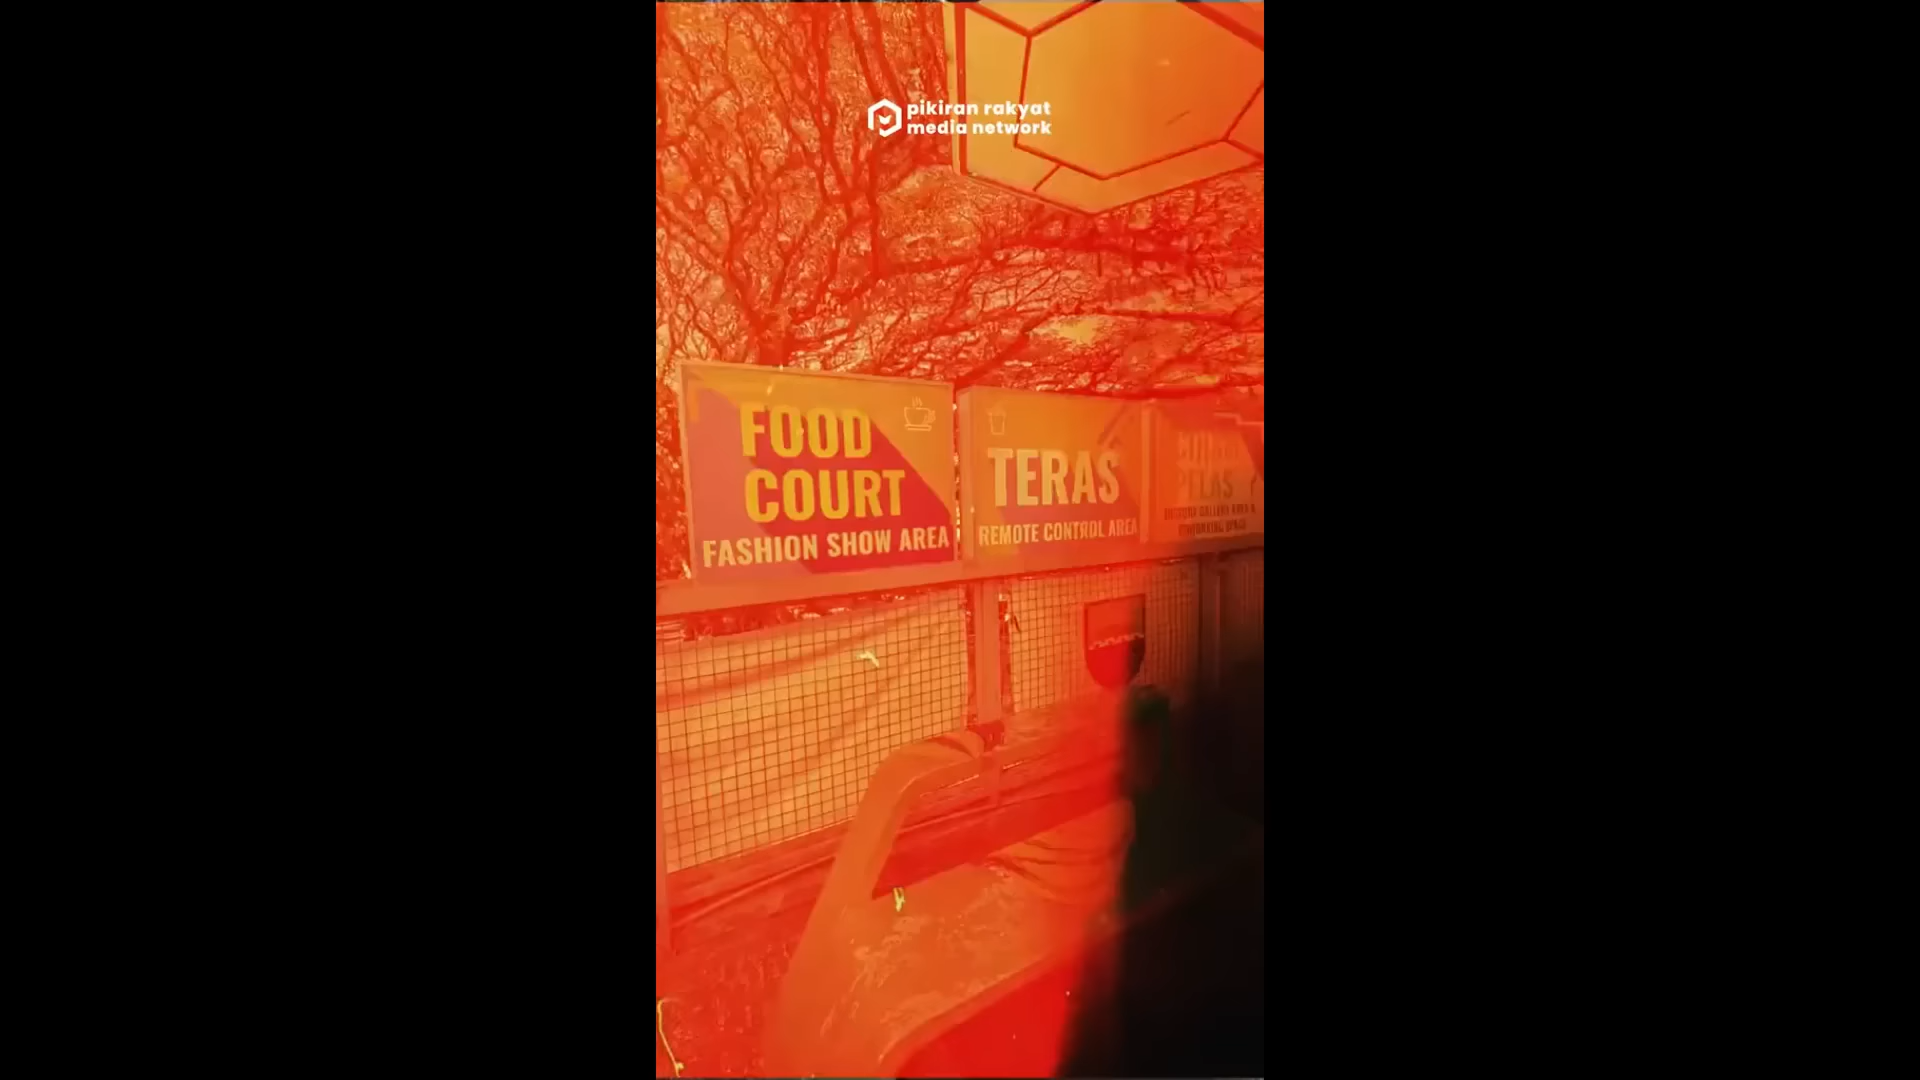 pikiran rakyat
media network
FOOD
COURT
FASHION SHOW AREA
TERAS
REMOTE CONTROL AREA